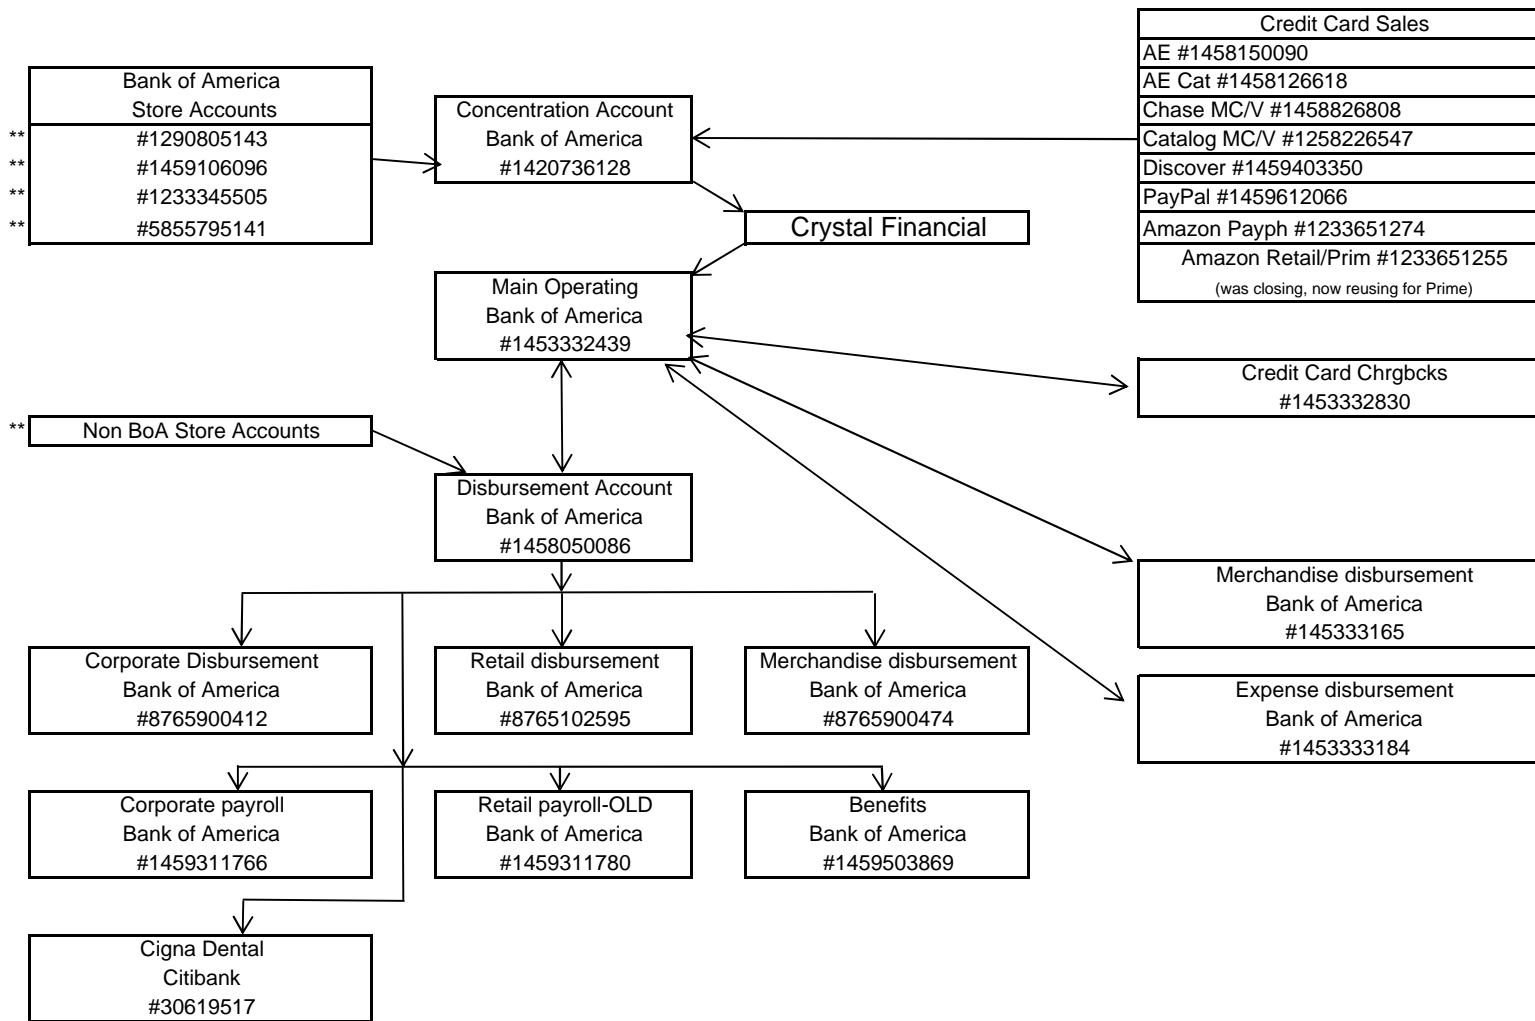 Credit Card Sales
AE #1458150090
AE Cat #1458126618
Chase MC/V #1458826808
Catalog MC/V #1258226547
Discover #1459403350
PayPal #1459612066
Amazon Payph #1233651274
Amazon Retail/Prim #1233651255
(was closing, now reusing for Prime)
Bank of America
Store Accounts
** #1290805143
** #1459106096
** #1233345505
** #5855795141
Concentration Account
Bank of America
#1420736128
Crystal Financial
Main Operating
Bank of America
#1453332439
Credit Card Chrgbcks
#1453332830
** Non BoA Store Accounts
Disbursement Account
Bank of America
#1458050086
Merchandise disbursement
Bank of America
#145333165
Corporate Disbursement
Bank of America
#8765900412
Retail disbursement
Bank of America
#8765102595
Merchandise disbursement
Bank of America
#8765900474
Expense disbursement
Bank of America
#1453333184
Corporate payroll
Bank of America
#1459311766
Retail payroll-OLD
Bank of America
#1459311780
Benefits
Bank of America
#1459503869
Cigna Dental
Citibank
#30619517